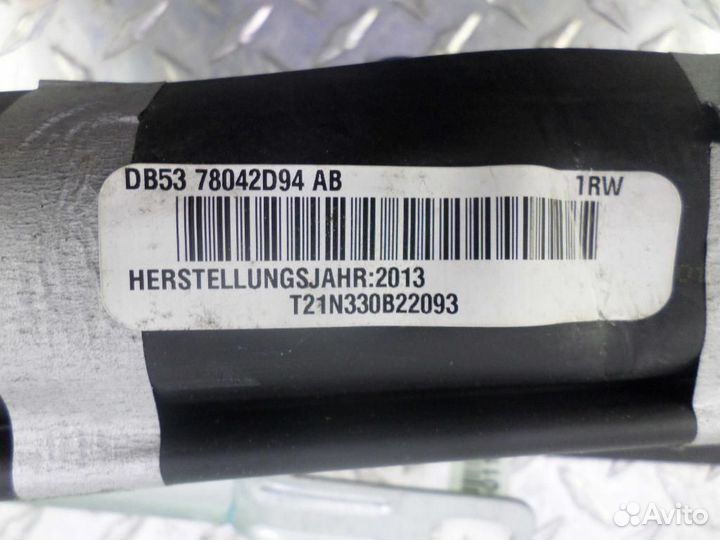 DB53 78042D94 AB 1RW
HERSTELLUNGSJAHR:2013
T21N330B22093
Avito